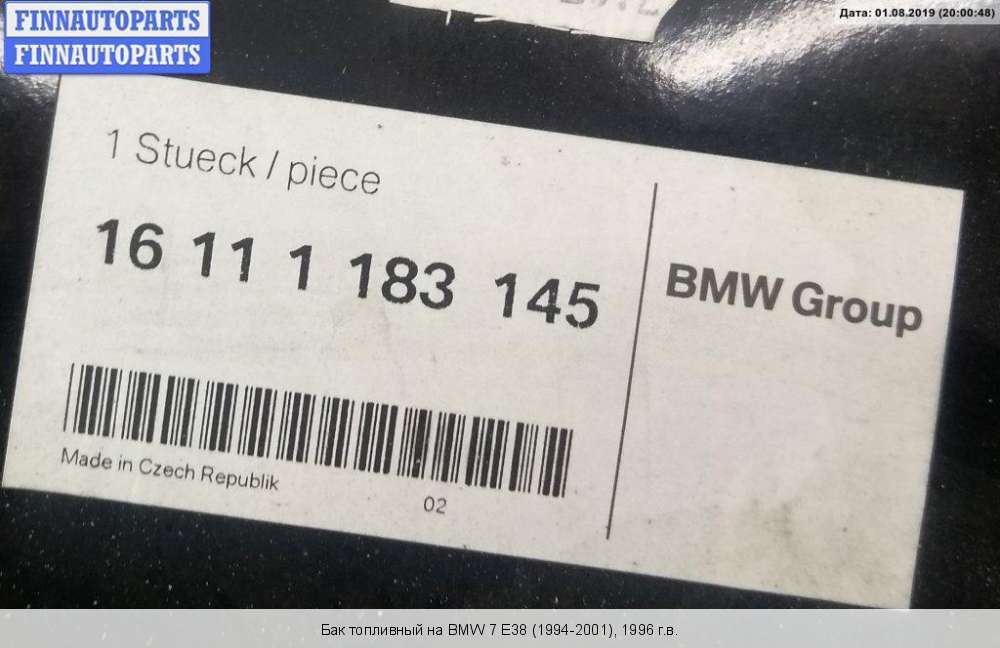 FINNAUTOPARTS
FINNAUTOPARTS
Дата: 01.08.2019 (20:00:48)
1 Stueck / piece
16 11 1 183 145
BMW Group
Made in Czech Republik
02
Бак топливный на BMW 7 E38 (1994-2001), 1996 г.в.